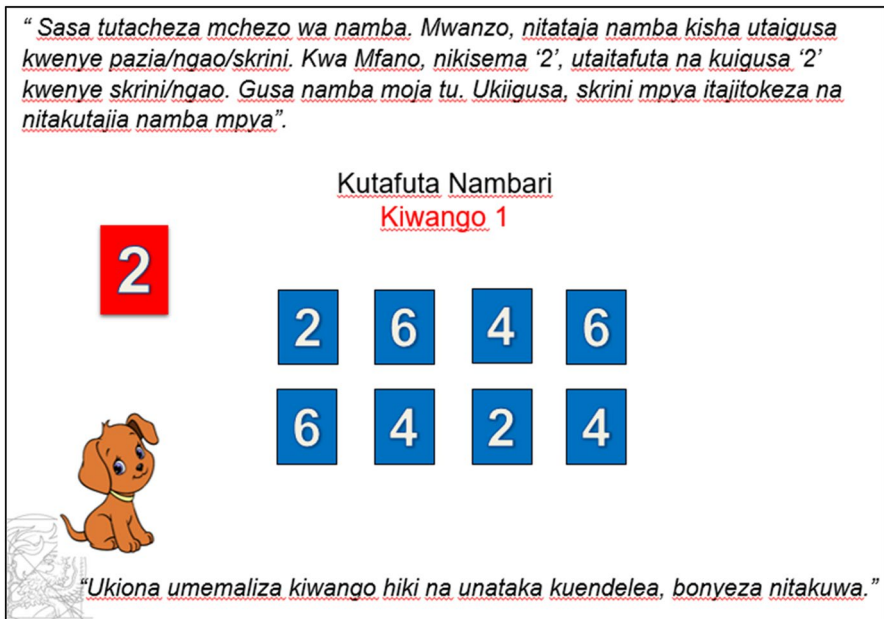 “ Sasa tutacheza mchezo wa namba. Mwanzo, nitataja namba kisha utaigusa
kwenye pazia/ngao/skrini. Kwa Mfano, nikisema ‘2’, utaitafuta na kuigusa ‘2’
kwenye skrini/ngao. Gusa namba moja tu. Ukiigusa, skrini mpya itajitokeza na
nitakutajia namba mpya”.
Kutafuta Nambari
Kiwango 1
2
2 6 4 6
6 4 2 4
“Ukiona umemaliza kiwango hiki na unataka kuendelea, bonyeza nitakuwa.”